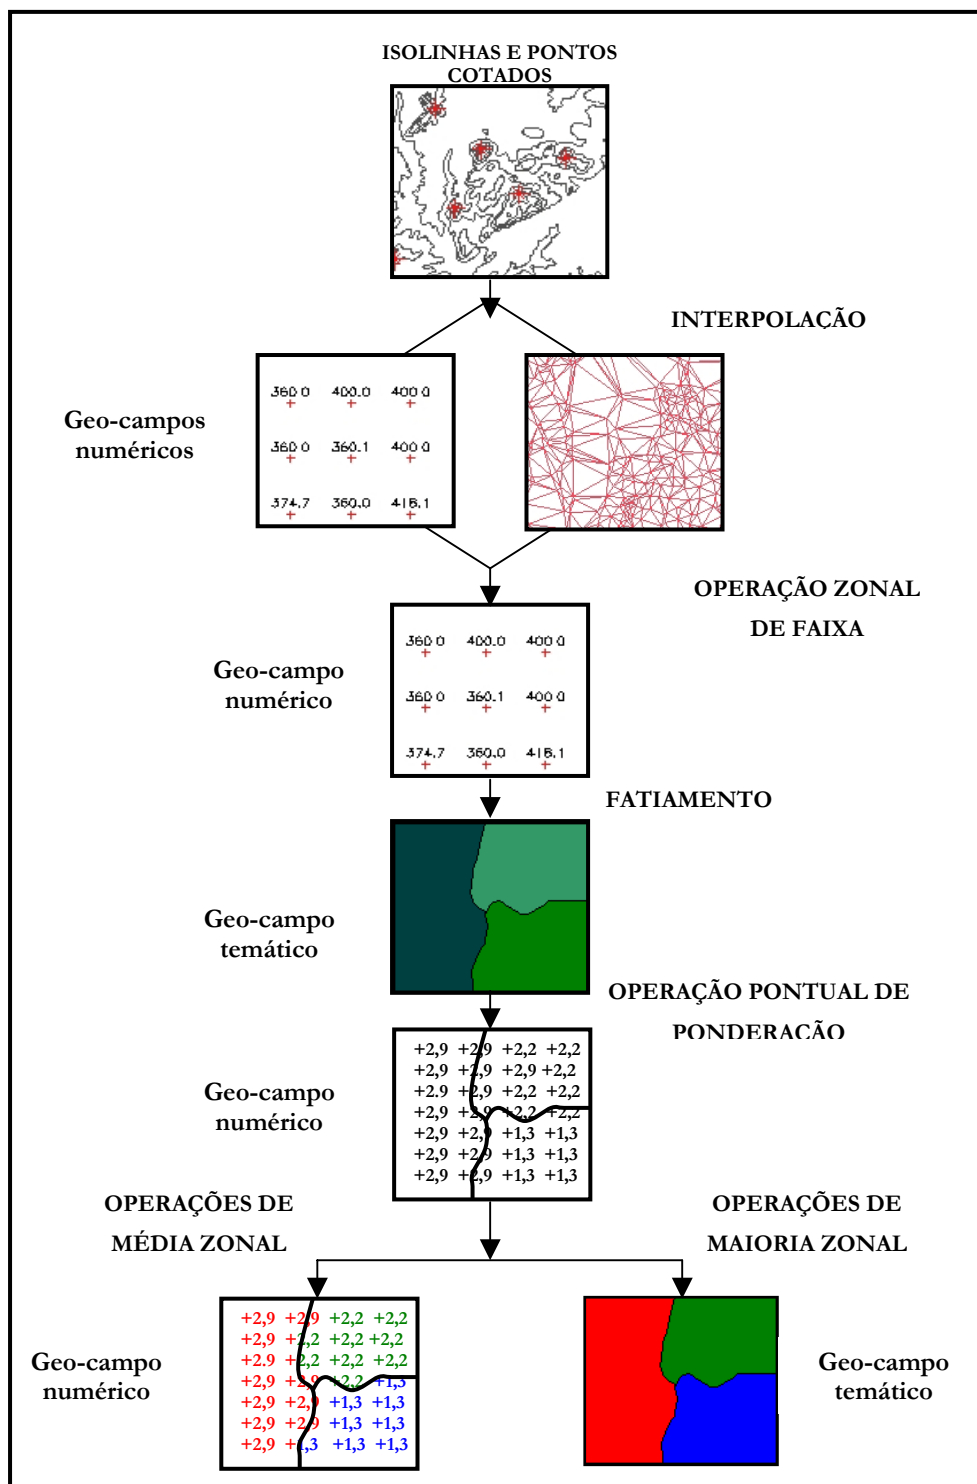 ISOLINHAS E PONTOS
COTADOS
INTERPOLAÇÃO
Geo-campos
numéricos
360.0 400.0 400.0
360.0 360.1 400.0
374.7 360.0 415.1
OPERAÇÃO ZONAL
DE FAIXA
Geo-campo
numérico
360.0 400.0 400.0
360.0 360.1 400.0
374.7 360.0 415.1
FATIAMENTO
Geo-campo
temático
OPERAÇÃO PONTUAL DE
PONDERAÇÃO
Geo-campo
numérico
+2,9 +2,9 +2,2 +2,2
+2,9 +2,9 +2,9 +2,2
+2.9 +2,9 +2,2 +2,2
+2,9 +2,9 +2,2 +2,2
+2,9 +2,9 +1,3 +1,3
+2,9 +2,9 +1,3 +1,3
+2,9 +2,9 +1,3 +1,3
OPERAÇÕES DE
MÉDIA ZONAL
OPERAÇÕES DE
MAIORIA ZONAL
Geo-campo
numérico
+2,9 +2,9 +2,2 +2,2
+2,9 +2,2 +2,2 +2,2
+2.9 +2,2 +2,2 +2,2
+2,9 +2,9 +2,2 +1,3
+2,9 +2,9 +1,3 +1,3
+2,9 +2,9 +1,3 +1,3
+2,9 +1,3 +1,3 +1,3
Geo-campo
temático